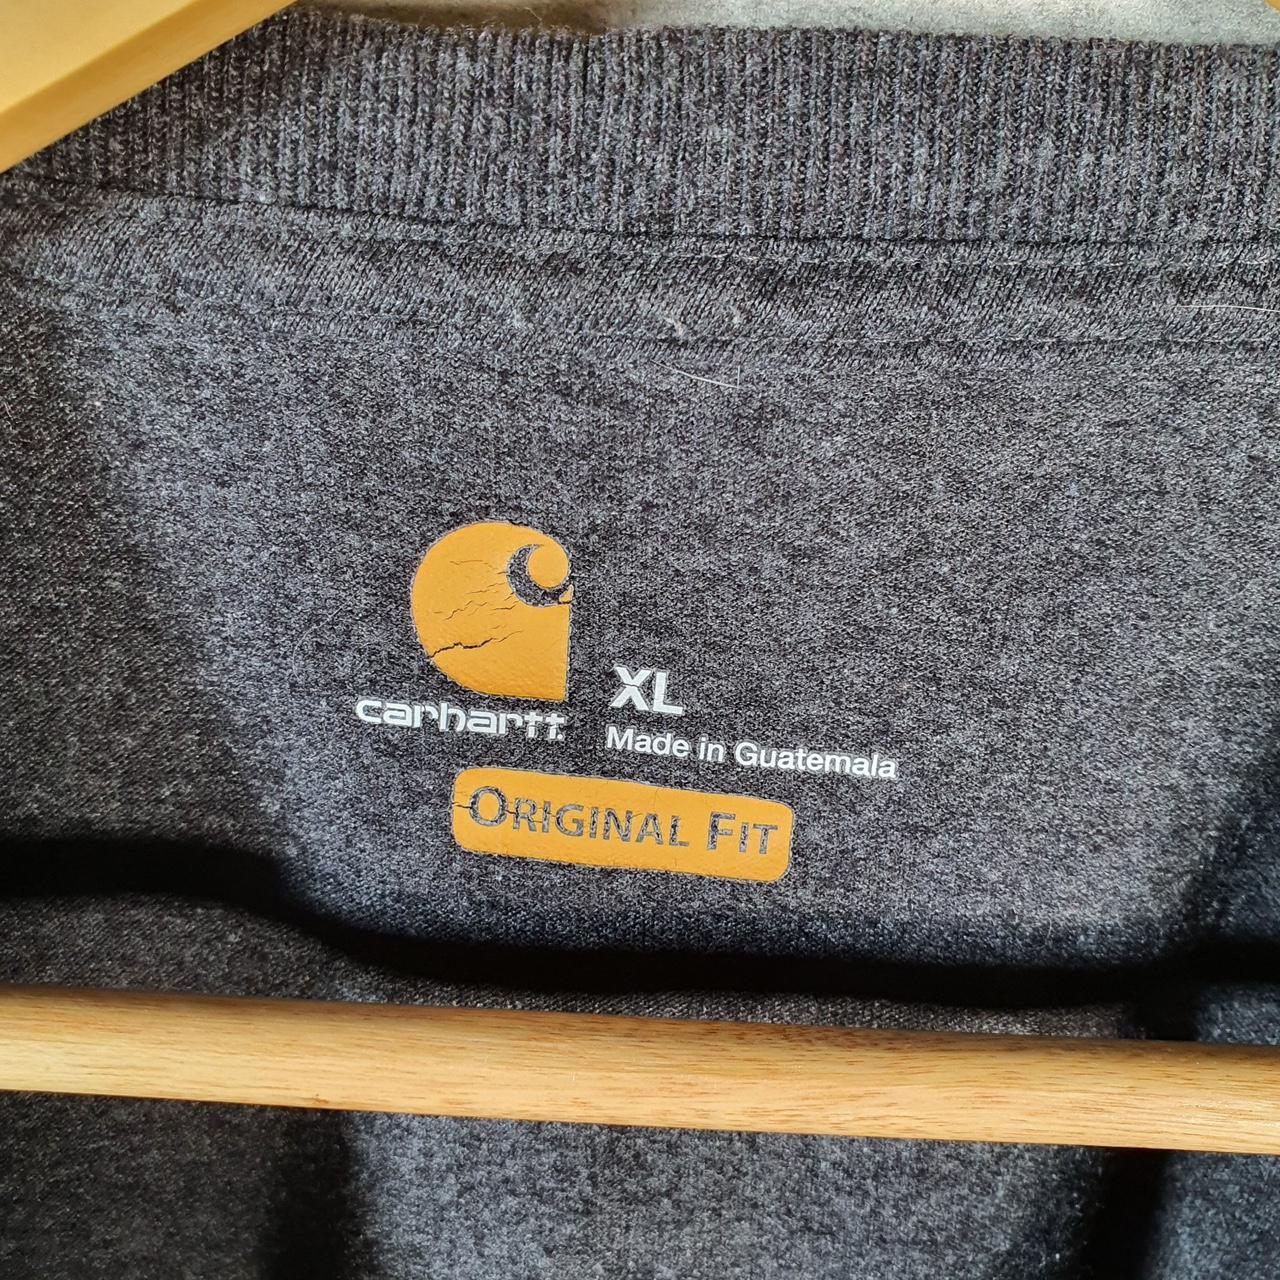 XL
carhartt.
Made in Guatemala
ORIGINAL FIT